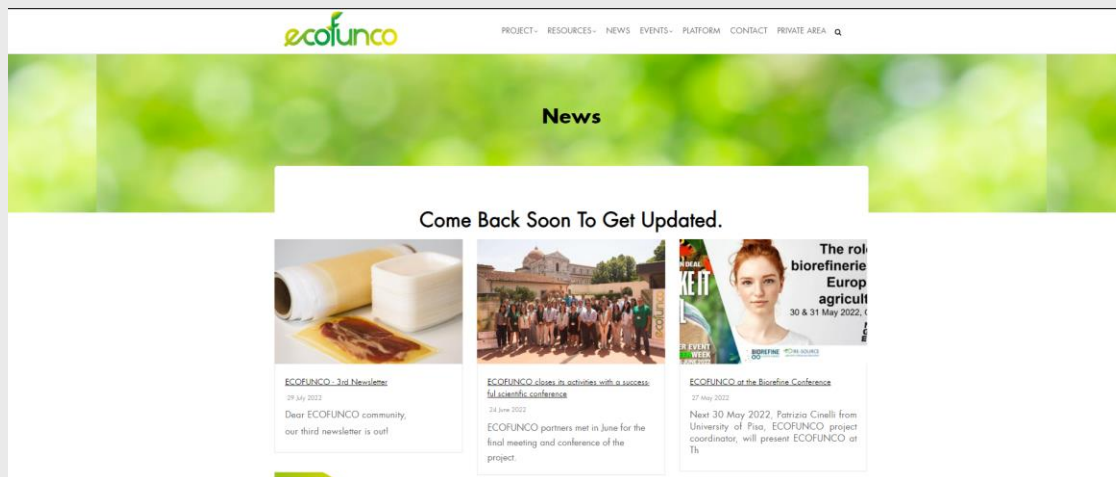 ecofunco
PROJECT RESOURCES NEWS EVENTS PLATFORM CONTACT PRIVATE AREA
News
Come Back Soon To Get Updated.
ECOFUNCO - 3rd Newsletter
29 July 2022
Dear ECOFUNCO community,
our third newsletter is out!
ecofunco
ECOFUNCO closes its activities with a success-
ful scientific conference
24 June 2022
ECOFUNCO partners met in June for the
final meeting and conference of the
project.
The rol
biorefinerie
Europ
agricult
30 & 31 May 2022,
BIOREFINE
ECOFUNCO at the Biorefine Conference
27 May 2022
Next 30 May 2022, Patrizia Cinelli from
University of Pisa, ECOFUNCO project
coordinator, will present ECOFUNCO at
Th